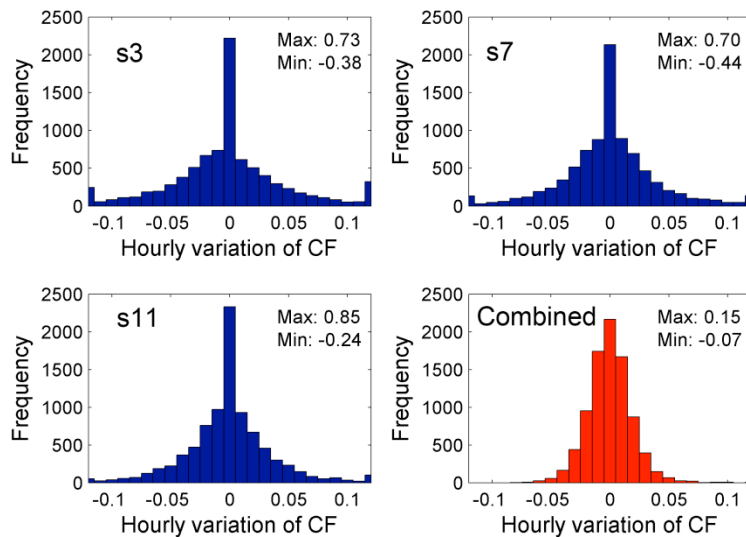 s3
Max: 0.73
Min: -0.38
Frequency
2500
2000
1500
1000
500
0
-0.1 -0.05 0 0.05 0.1
Hourly variation of CF
s7
Max: 0.70
Min: -0.44
Frequency
2500
2000
1500
1000
500
0
-0.1 -0.05 0 0.05 0.1
Hourly variation of CF
s11
Max: 0.85
Min: -0.24
Frequency
2500
2000
1500
1000
500
0
-0.1 -0.05 0 0.05 0.1
Hourly variation of CF
Combined
Max: 0.15
Min: -0.07
Frequency
2500
2000
1500
1000
500
0
-0.1 -0.05 0 0.05 0.1
Hourly variation of CF